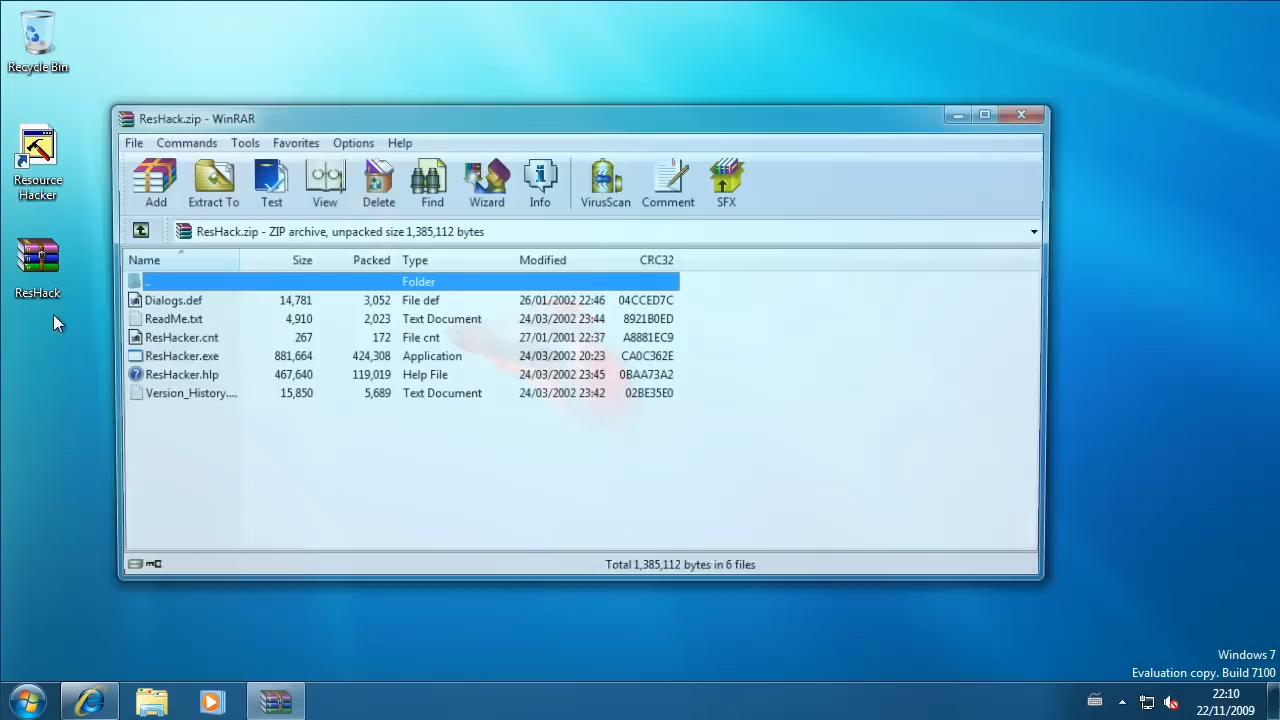 Recycle Bin
Resource
Hacker
ResHack
ResHack.zip - WinRAR
File Commands Tools Favorites Options Help
Add Extract To Test View Delete Find Wizard Info VirusScan Comment SFX
ResHack.zip - ZIP archive, unpacked size 1,385,112 bytes
Name Size Packed Type Modified CRC32
.. Folder
Dialogs.def 14,781 3,052 File def 26/01/2002 22:46 04CCED7C
ReadMe.txt 4,910 2,023 Text Document 24/03/2002 23:44 8921B0ED
ResHacker.cnt 267 172 File cnt 27/01/2001 22:37 A8881EC9
ResHacker.exe 881,664 424,308 Application 24/03/2002 20:23 CA0C362E
ResHacker.hlp 467,640 119,019 Help File 24/03/2002 23:45 0BAA73A2
Version_History.... 15,850 5,689 Text Document 24/03/2002 23:42 02BE35E0
Total 1,385,112 bytes in 6 files
Windows 7
Evaluation copy. Build 7100
22:10
22/11/2009